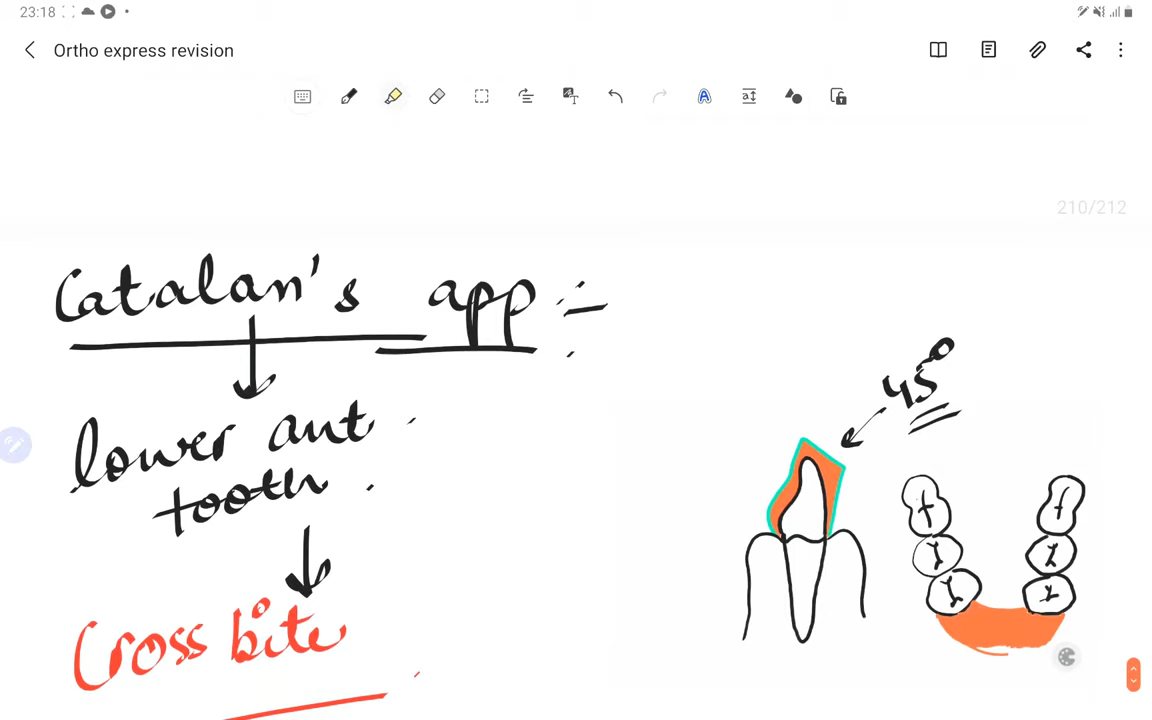 23:18
Ortho express revision
210/212
Catalan's app :-
lower ant.
tooth.
Cross bite
45°